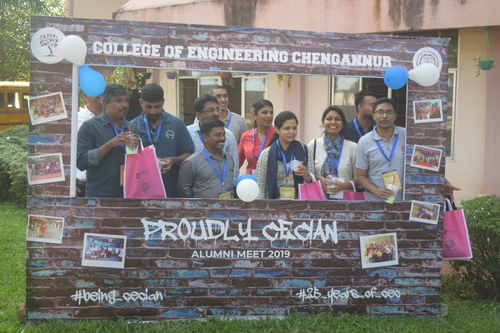 COLLEGE OF ENGINEERING CHENGANNUR
PROUDLY CECIAN
ALUMNI MEET 2019
#being_cecian
#25_years_of_cec